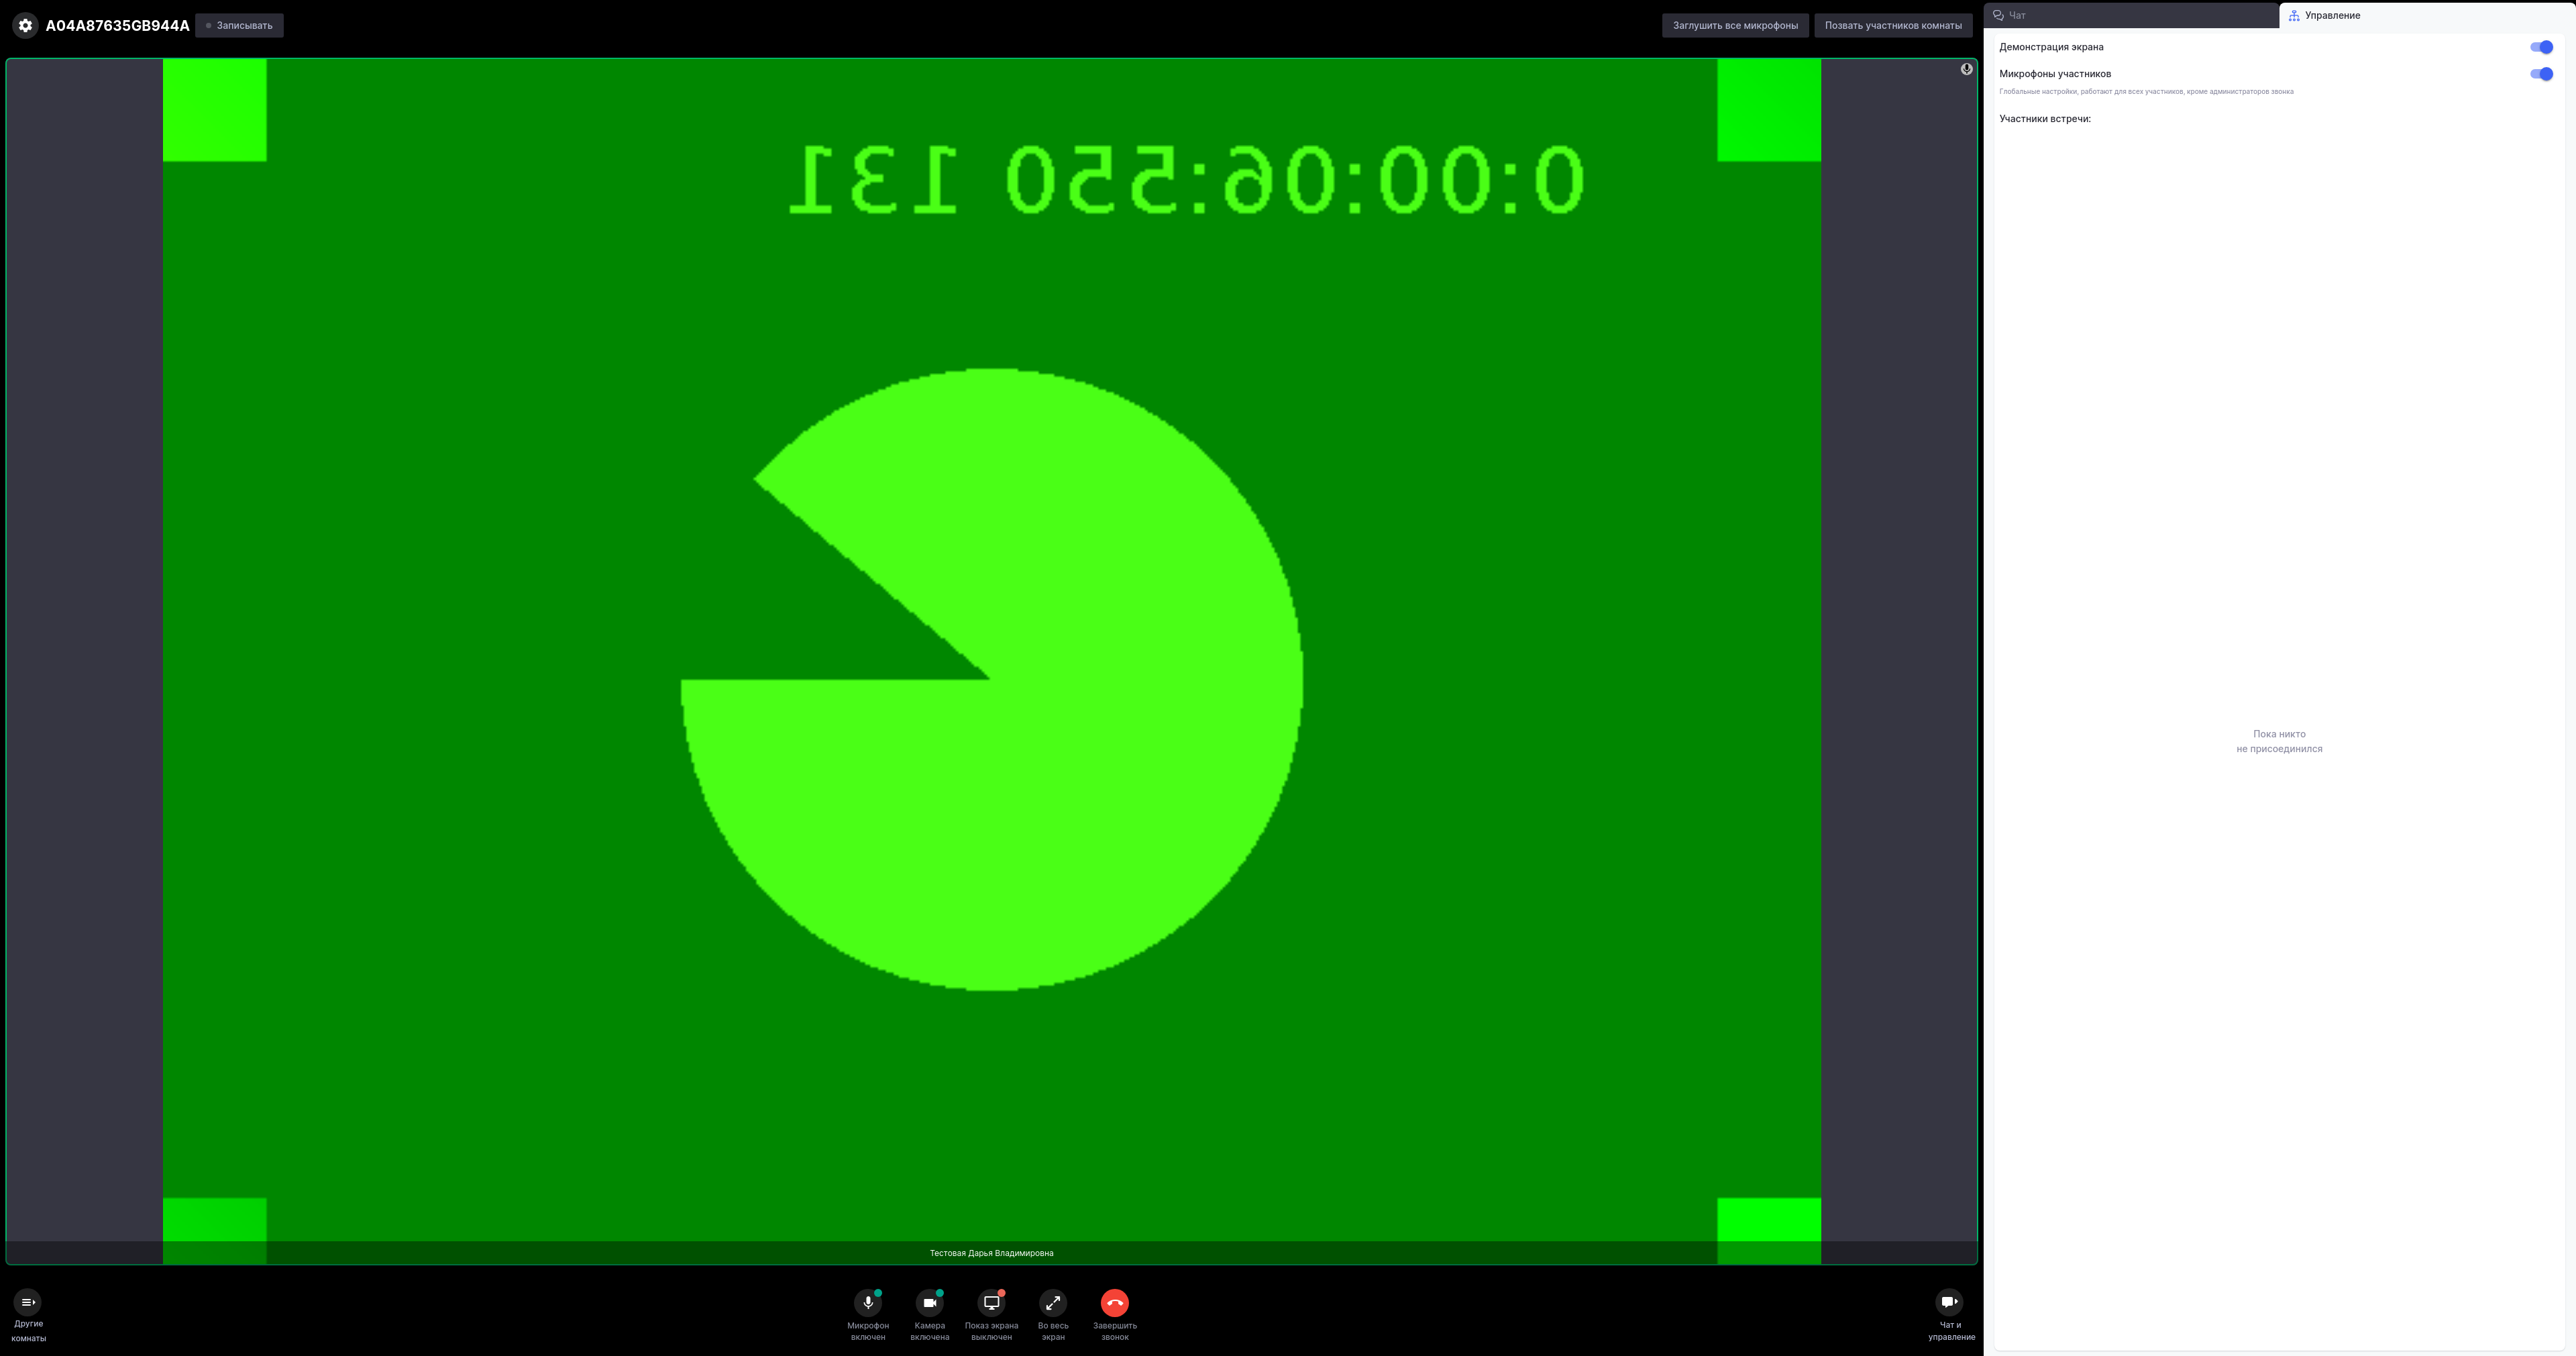 A04A87635GB944A
Записывать
Заглушить все микрофоны
Позвать участников комнаты
Чат
Управление
Демонстрация экрана
Микрофоны участников
Глобальные настройки, работают для всех участников, кроме администраторов звонка
Участники встречи:
0:00:06:550 131
Пока никто
не присоединился
Тестовая Дарья Владимировна
Другие
комнаты
Микрофон
включен
Камера
включена
Показ экрана
выключен
Во весь
экран
Завершить
звонок
Чат и
управление